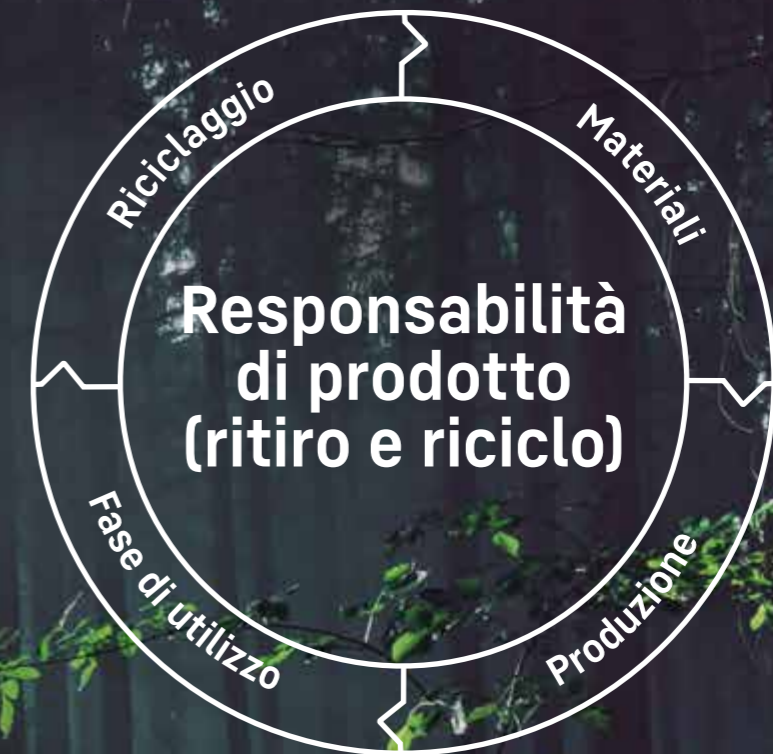 Riciclaggio
Materiali
Responsabilità
di prodotto
(ritiro e riciclo)
Fase di utilizzo
Produzione